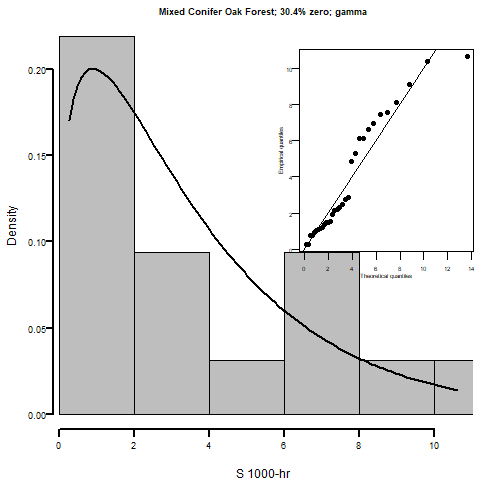 Mixed Conifer Oak Forest; 30.4% zero; gamma
Density
0.00
0.05
0.10
0.15
0.20
0 2 4 6 8 10
S 1000-hr
Empirical quantiles
0
2
4
6
8
10
0 2 4 6 8 10 12 14
Theoretical quantiles